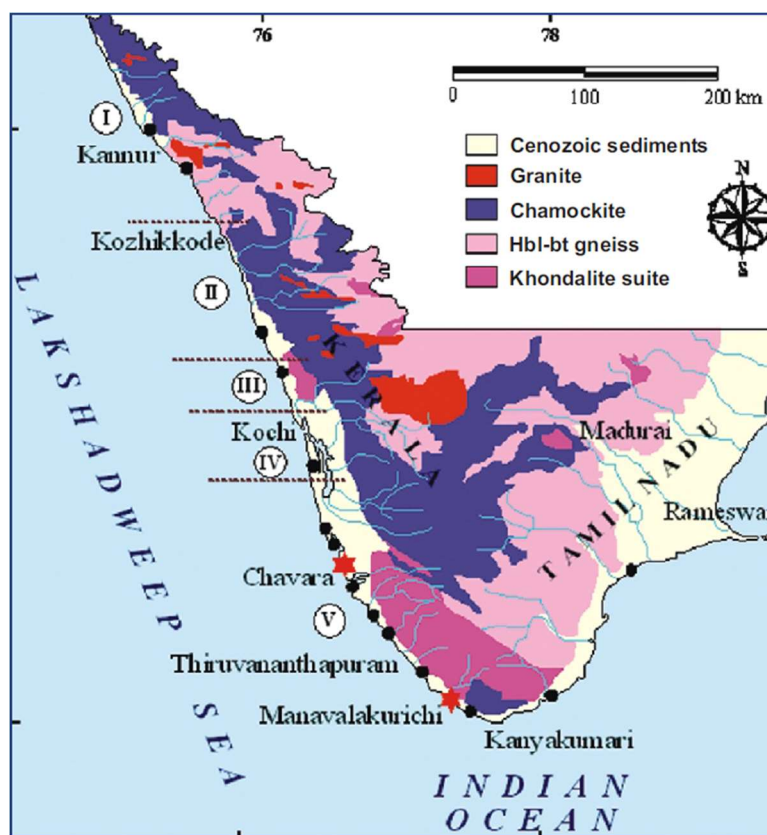 76
78
0
100
200 km
Cenozoic sediments
Granite
Chamockite
Hbl-bt gneiss
Khondalite suite
N
S
I
Kannur
Kozhikkode
II
LAKSHADWEEP SEA
KERALA
III
Kochi
IV
Madurai
TAMIL NADU
Rameswa
Chavara
V
Thiruvananthapuram
Manavalakurichi
Kanyakumari
INDIAN
OCEAN